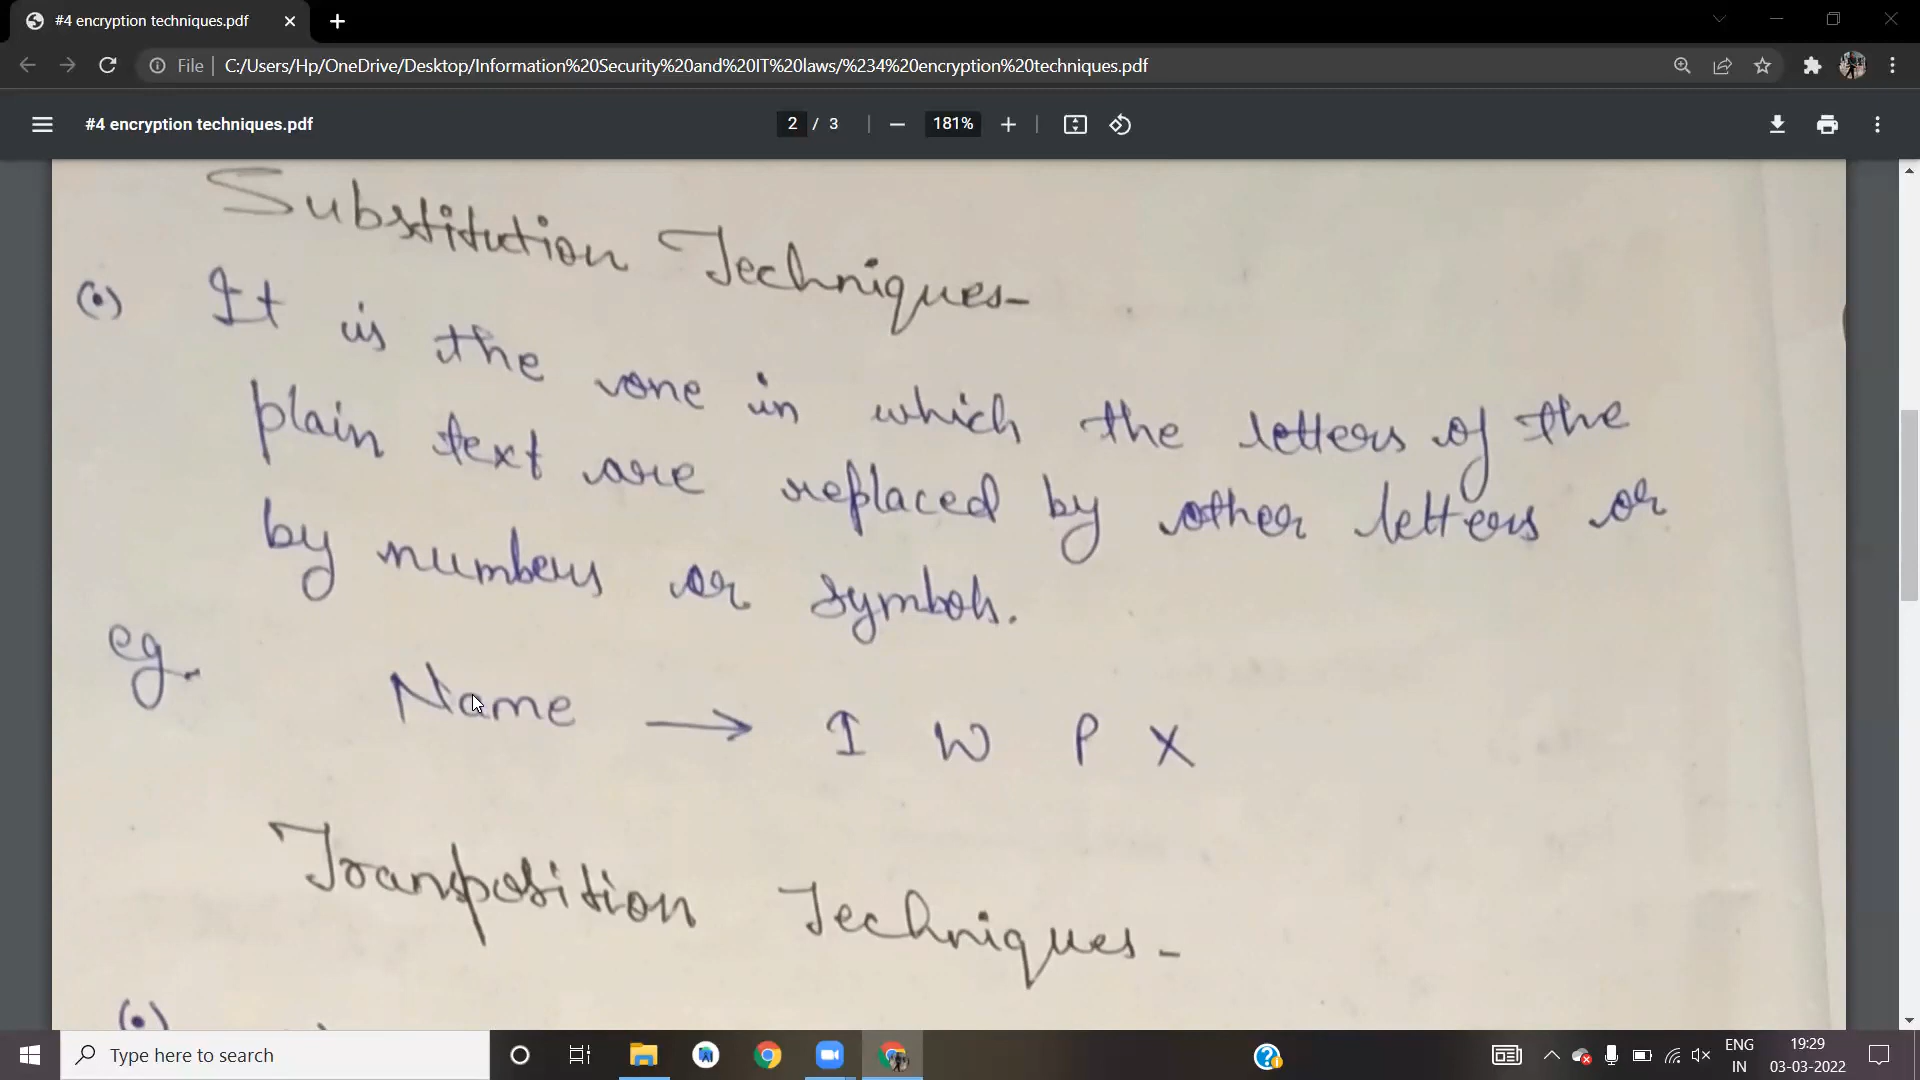 #4 encryption techniques.pdf
File | C:/Users/Hp/OneDrive/Desktop/Information%20Security%20and%20IT%20laws/%234%20encryption%20techniques.pdf
#4 encryption techniques.pdf
2 / 3
181%
Substitution Techniques-
(•) It is the one in which the letters of the
plain text are replaced by other letters or
by numbers or symbols.
eg.
Name → I W P X
Transposition Techniques-
(•)
Type here to search
ENG
IN
19:29
03-03-2022